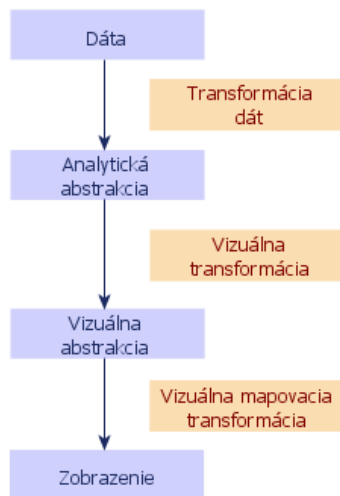 Dáta
Transformácia
dát
Analytická
abstrakcia
Vizuálna
transformácia
Vizuálna
abstrakcia
Vizuálna mapovacia
transformácia
Zobrazenie